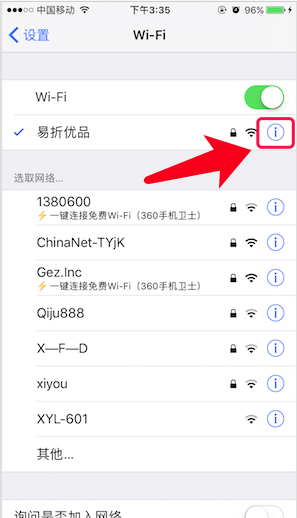 中国移动 下午3:35 96%
设置 Wi-Fi
Wi-Fi
易折优品
选取网络...
1380600
⚡一键连接免费Wi-Fi（360手机卫士）
ChinaNet-TYjK
Gez.Inc
⚡一键连接免费Wi-Fi（360手机卫士）
Qiju888
X—F—D
xiyou
XYL-601
其他...
询问是否加入网络